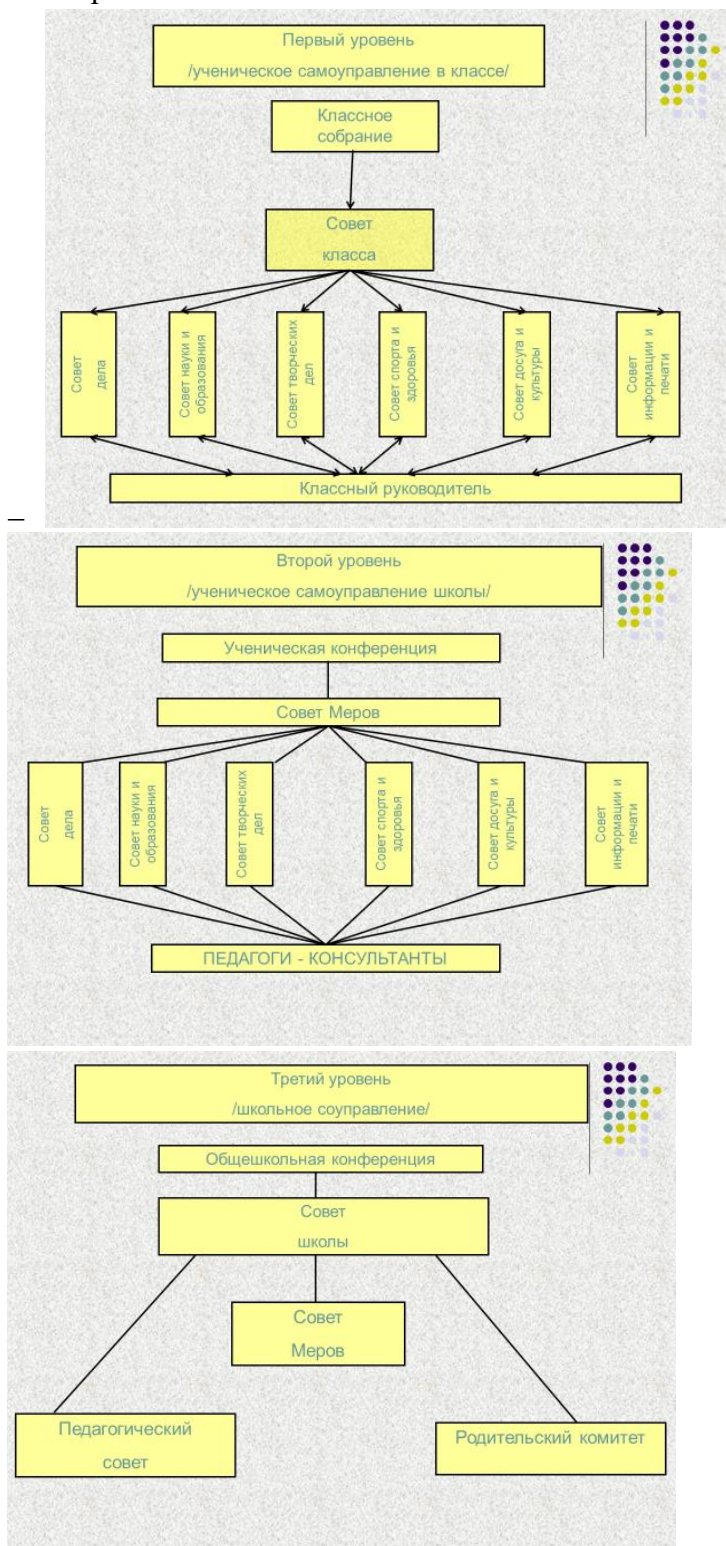 Первый уровень
/ученическое самоуправление в классе/
Классное
собрание
Совет
класса
Совет
дела
Совет науки и
образования
Совет творческих
дел
Совет спорта и
здоровья
Совет досуга и
культуры
Совет
информации и
печати
Классный руководитель
–
Второй уровень
/ученическое самоуправление школы/
Ученическая конференция
Совет Меров
Совет
дела
Совет науки и
образования
Совет творческих
дел
Совет спорта и
здоровья
Совет досуга и
культуры
Совет
информации и
печати
ПЕДАГОГИ - КОНСУЛЬТАНТЫ
Третий уровень
/школьное соуправление/
Общешкольная конференция
Совет
школы
Совет
Меров
Педагогический
совет
Родительский комитет